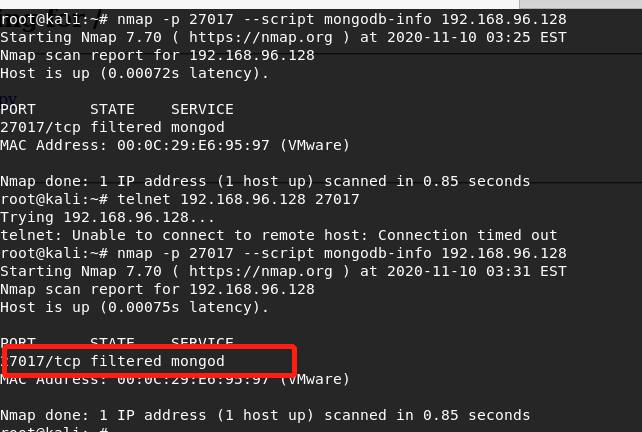 root@kali:~# nmap -p 27017 --script mongodb-info 192.168.96.128
Starting Nmap 7.70 ( https://nmap.org ) at 2020-11-10 03:25 EST
Nmap scan report for 192.168.96.128
Host is up (0.00072s latency).
PORT      STATE    SERVICE
27017/tcp filtered mongod
MAC Address: 00:0C:29:E6:95:97 (VMware)
Nmap done: 1 IP address (1 host up) scanned in 0.85 seconds
root@kali:~# telnet 192.168.96.128 27017
Trying 192.168.96.128...
telnet: Unable to connect to remote host: Connection timed out
root@kali:~# nmap -p 27017 --script mongodb-info 192.168.96.128
Starting Nmap 7.70 ( https://nmap.org ) at 2020-11-10 03:31 EST
Nmap scan report for 192.168.96.128
Host is up (0.00075s latency).
PORT      STATE    SERVICE
27017/tcp filtered mongod
MAC Address: 00:0C:29:E6:95:97 (VMware)
Nmap done: 1 IP address (1 host up) scanned in 0.85 seconds
root@kali:~#